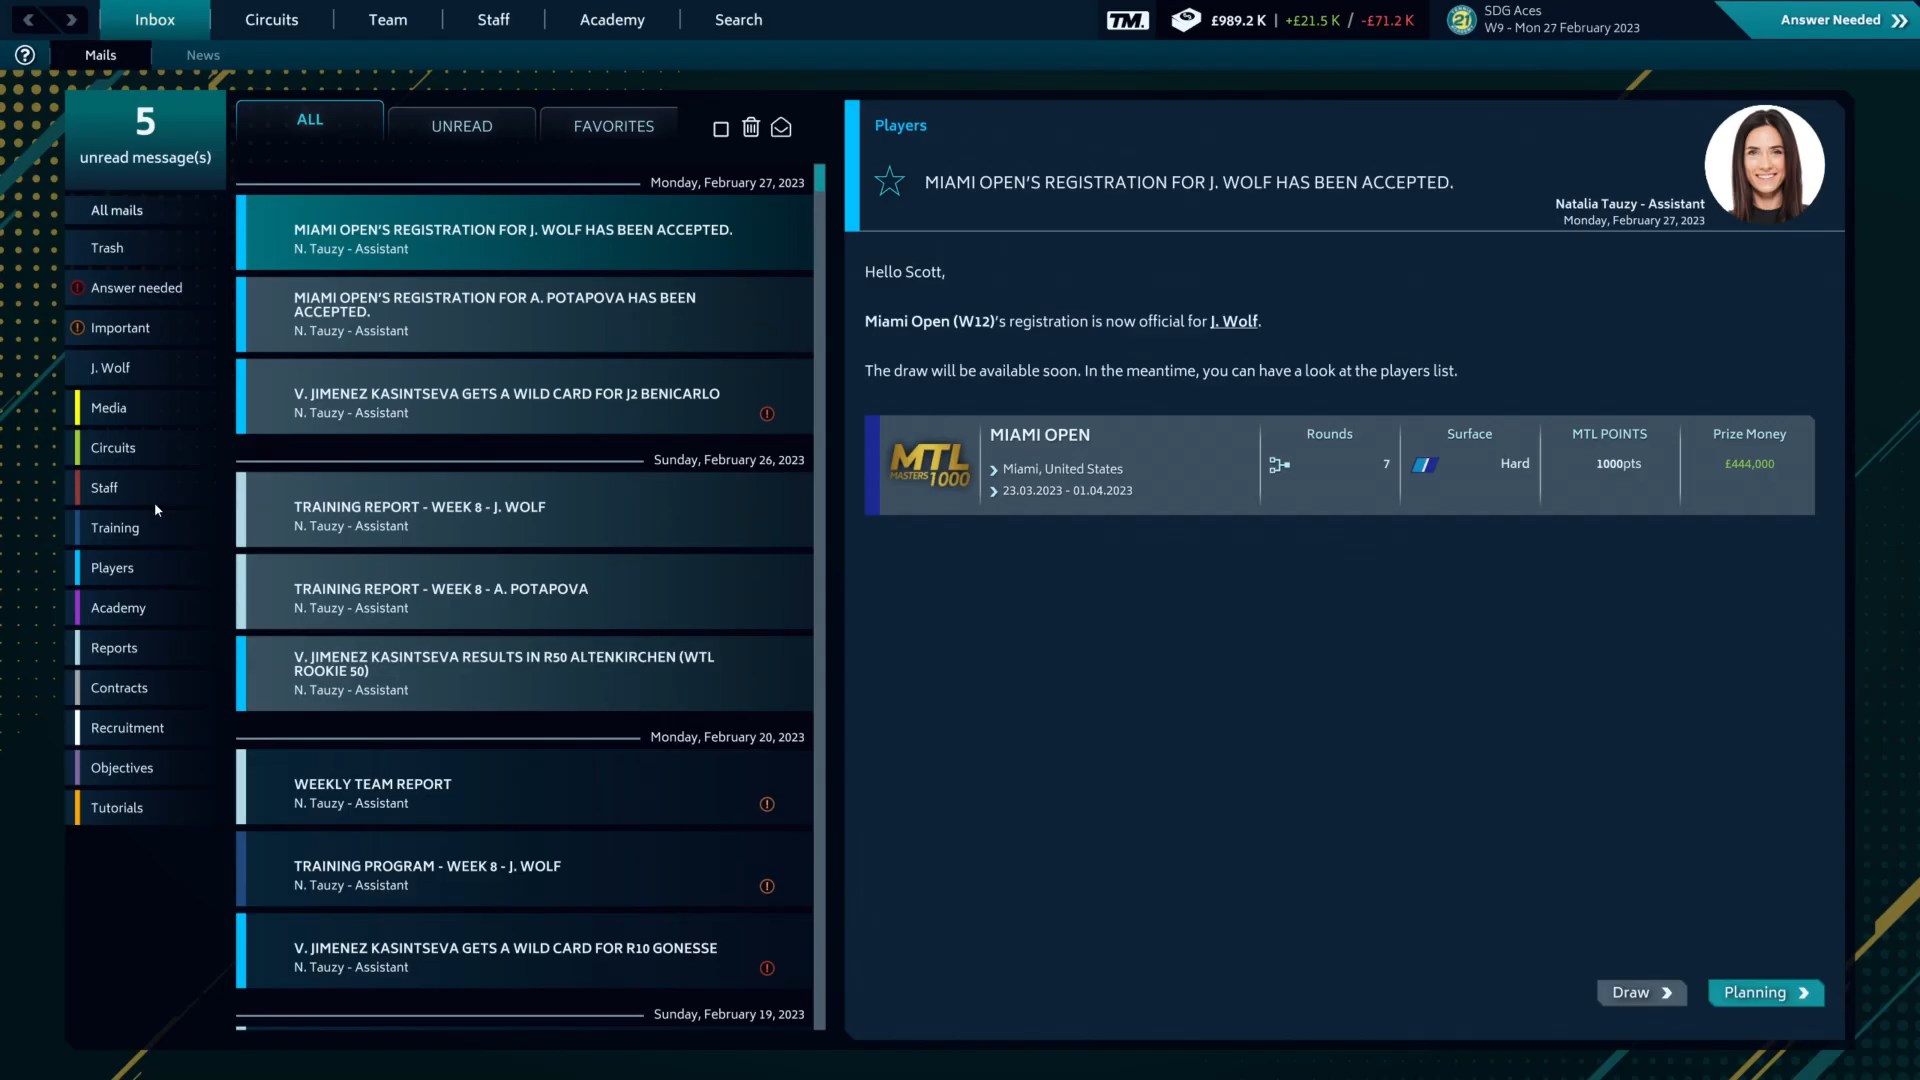 Inbox
Circuits
Team
Staff
Academy
Search
TM.
£989.2 K | +£21.5 K / -£71.2 K
21
SDG Aces
W9 - Mon 27 February 2023
Answer Needed
?
Mails
News
5
unread message(s)
All mails
Trash
Answer needed
Important
J. Wolf
Media
Circuits
Staff
Training
Players
Academy
Reports
Contracts
Recruitment
Objectives
Tutorials
ALL
UNREAD
FAVORITES
Monday, February 27, 2023
MIAMI OPEN'S REGISTRATION FOR J. WOLF HAS BEEN ACCEPTED.
N. Tauzy - Assistant
MIAMI OPEN'S REGISTRATION FOR A. POTAPOVA HAS BEEN
ACCEPTED.
N. Tauzy - Assistant
V. JIMENEZ KASINTSEVA GETS A WILD CARD FOR J2 BENICARLO
N. Tauzy - Assistant
Sunday, February 26, 2023
TRAINING REPORT - WEEK 8 - J. WOLF
N. Tauzy - Assistant
TRAINING REPORT - WEEK 8 - A. POTAPOVA
N. Tauzy - Assistant
V. JIMENEZ KASINTSEVA RESULTS IN R50 ALTENKIRCHEN (WTL
ROOKIE 50)
N. Tauzy - Assistant
Monday, February 20, 2023
WEEKLY TEAM REPORT
N. Tauzy - Assistant
TRAINING PROGRAM - WEEK 8 - J. WOLF
N. Tauzy - Assistant
V. JIMENEZ KASINTSEVA GETS A WILD CARD FOR R10 GONESSE
N. Tauzy - Assistant
Sunday, February 19, 2023
Players
MIAMI OPEN'S REGISTRATION FOR J. WOLF HAS BEEN ACCEPTED.
Natalia Tauzy - Assistant
Monday, February 27, 2023
Hello Scott,
Miami Open (W12)'s registration is now official for J. Wolf.
The draw will be available soon. In the meantime, you can have a look at the players list.
MTL
MASTERS 1000
MIAMI OPEN
Miami, United States
23.03.2023 - 01.04.2023
Rounds
7
Surface
Hard
MTL POINTS
1000pts
Prize Money
£444,000
Draw
Planning